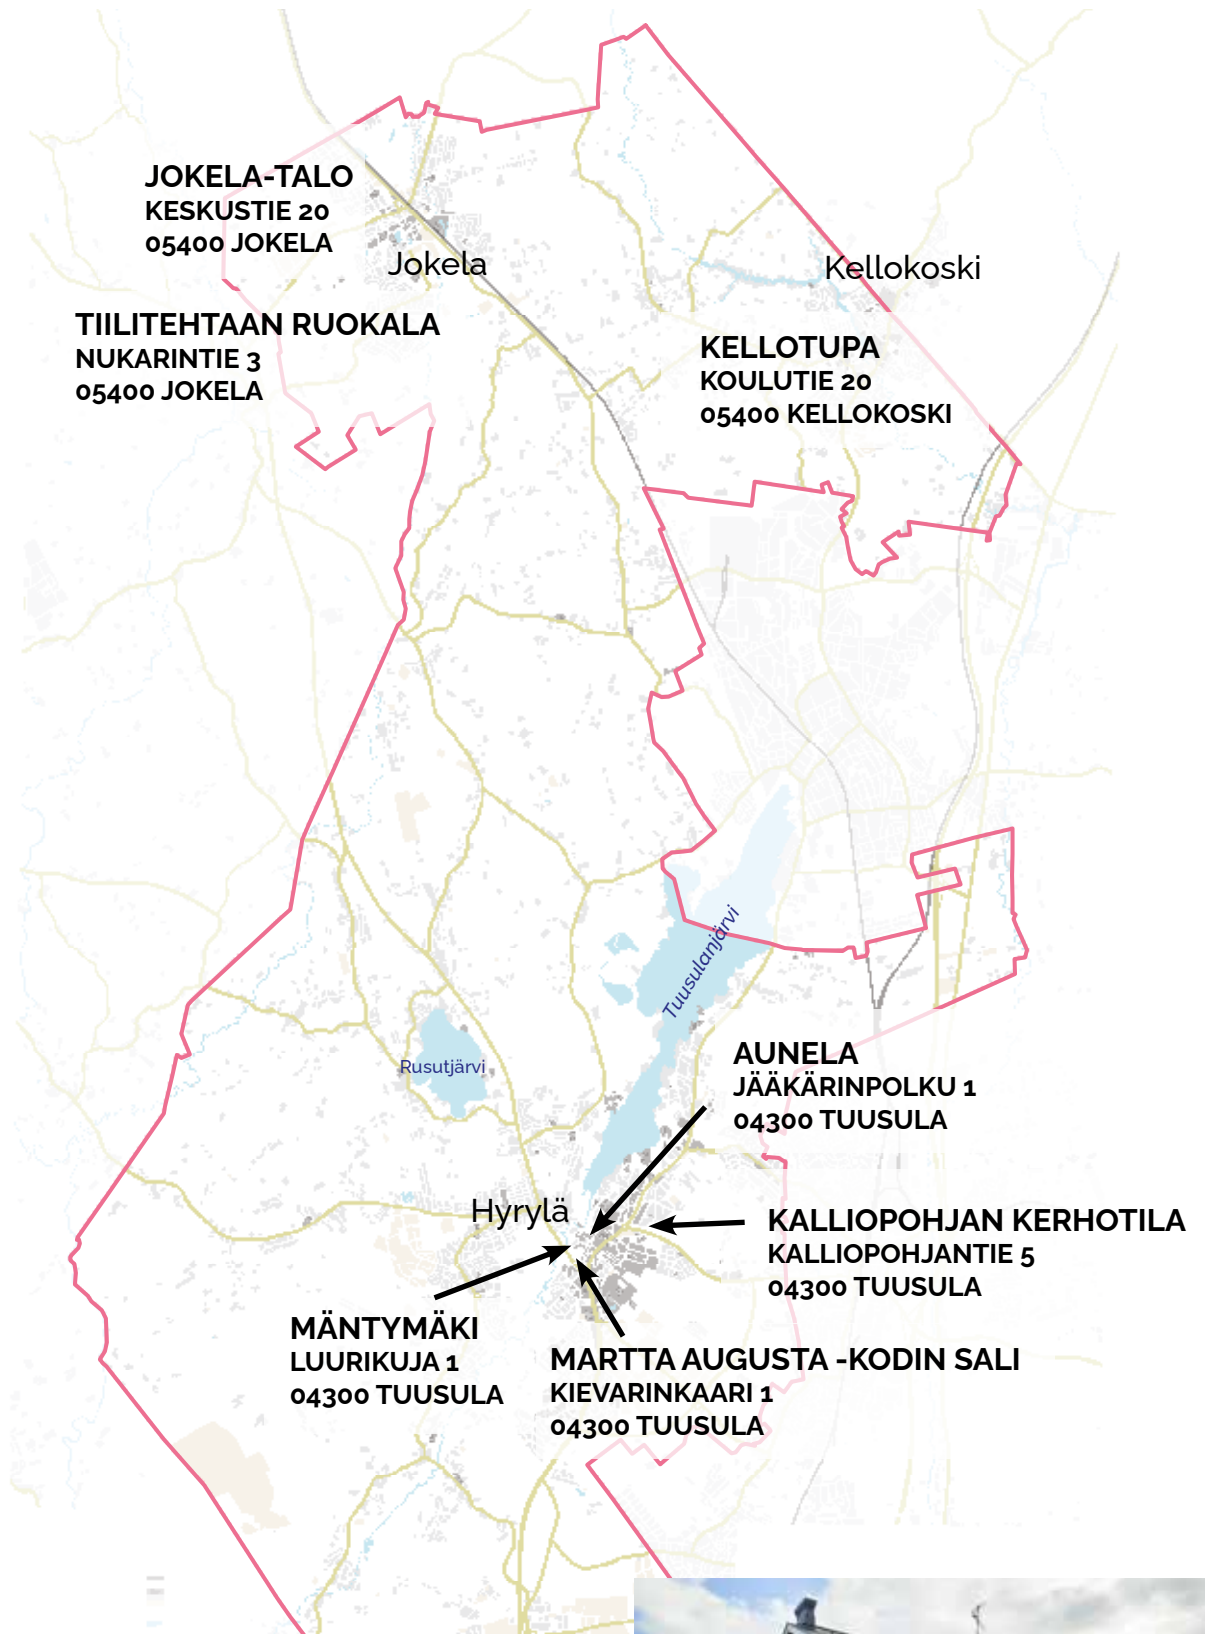 JOKELA-TALO
KESKUSTIE 20
05400 JOKELA
Jokela
Kellokoski
TIILITEHTAAN RUOKALA
NUKARINTIE 3
05400 JOKELA
KELLOTUPA
KOULUTIE 20
05400 KELLOKOSKI
Tuusulanjärvi
Rusutjärvi
AUNELA
JÄÄKÄRINPOLKU 1
04300 TUUSULA
Hyrylä
KALLIOPOHJAN KERHOTILA
KALLIOPOHJANTIE 5
04300 TUUSULA
MÄNTYMÄKI
LUURIKUJA 1
04300 TUUSULA
MARTTA AUGUSTA -KODIN SALI
KIEVARINKAARI 1
04300 TUUSULA